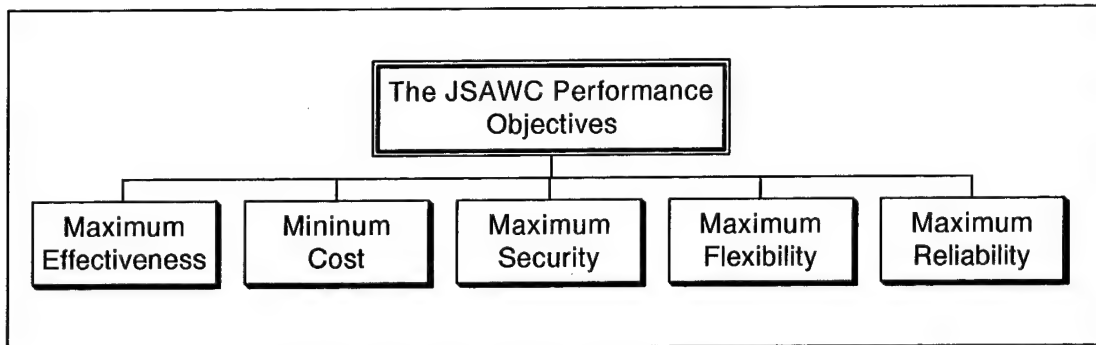 The JSAWC Performance
Objectives
Maximum
Effectiveness
Mininum
Cost
Maximum
Security
Maximum
Flexibility
Maximum
Reliability